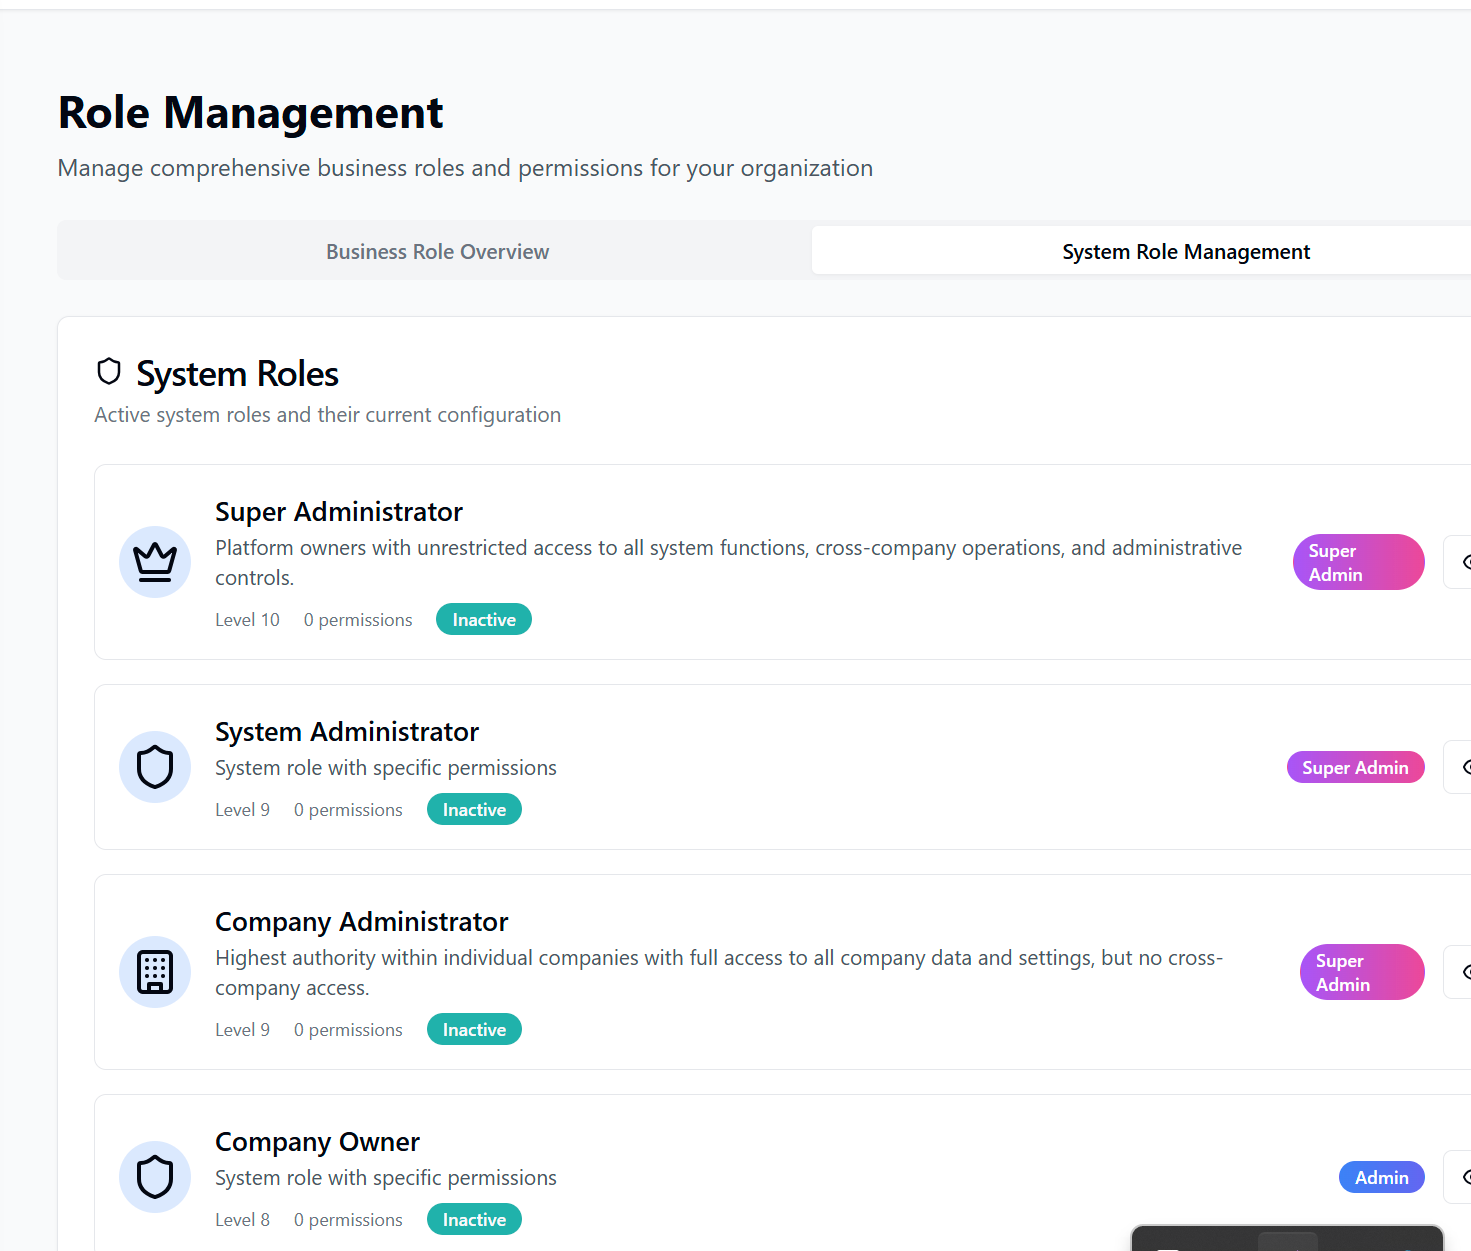 Role Management
Manage comprehensive business roles and permissions for your organization
Business Role Overview
System Role Management
System Roles
Active system roles and their current configuration
Super Administrator
Platform owners with unrestricted access to all system functions, cross-company operations, and administrative
controls.
Level 10 0 permissions Inactive
Super
Admin
System Administrator
System role with specific permissions
Level 9 0 permissions Inactive
Super Admin
Company Administrator
Highest authority within individual companies with full access to all company data and settings, but no cross-
company access.
Level 9 0 permissions Inactive
Super
Admin
Company Owner
System role with specific permissions
Level 8 0 permissions Inactive
Admin